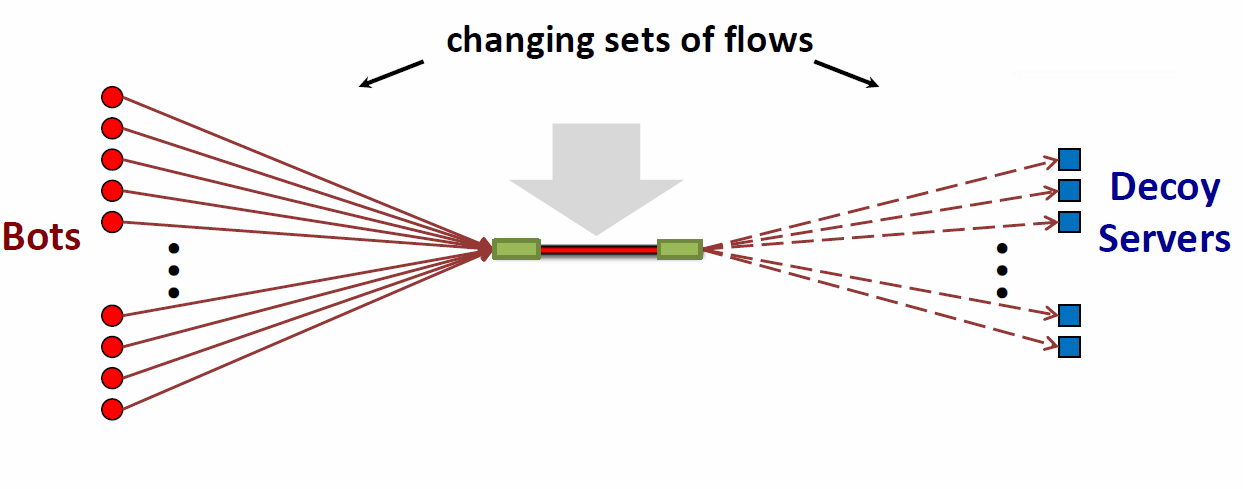 changing sets of flows
Bots
Decoy
Servers